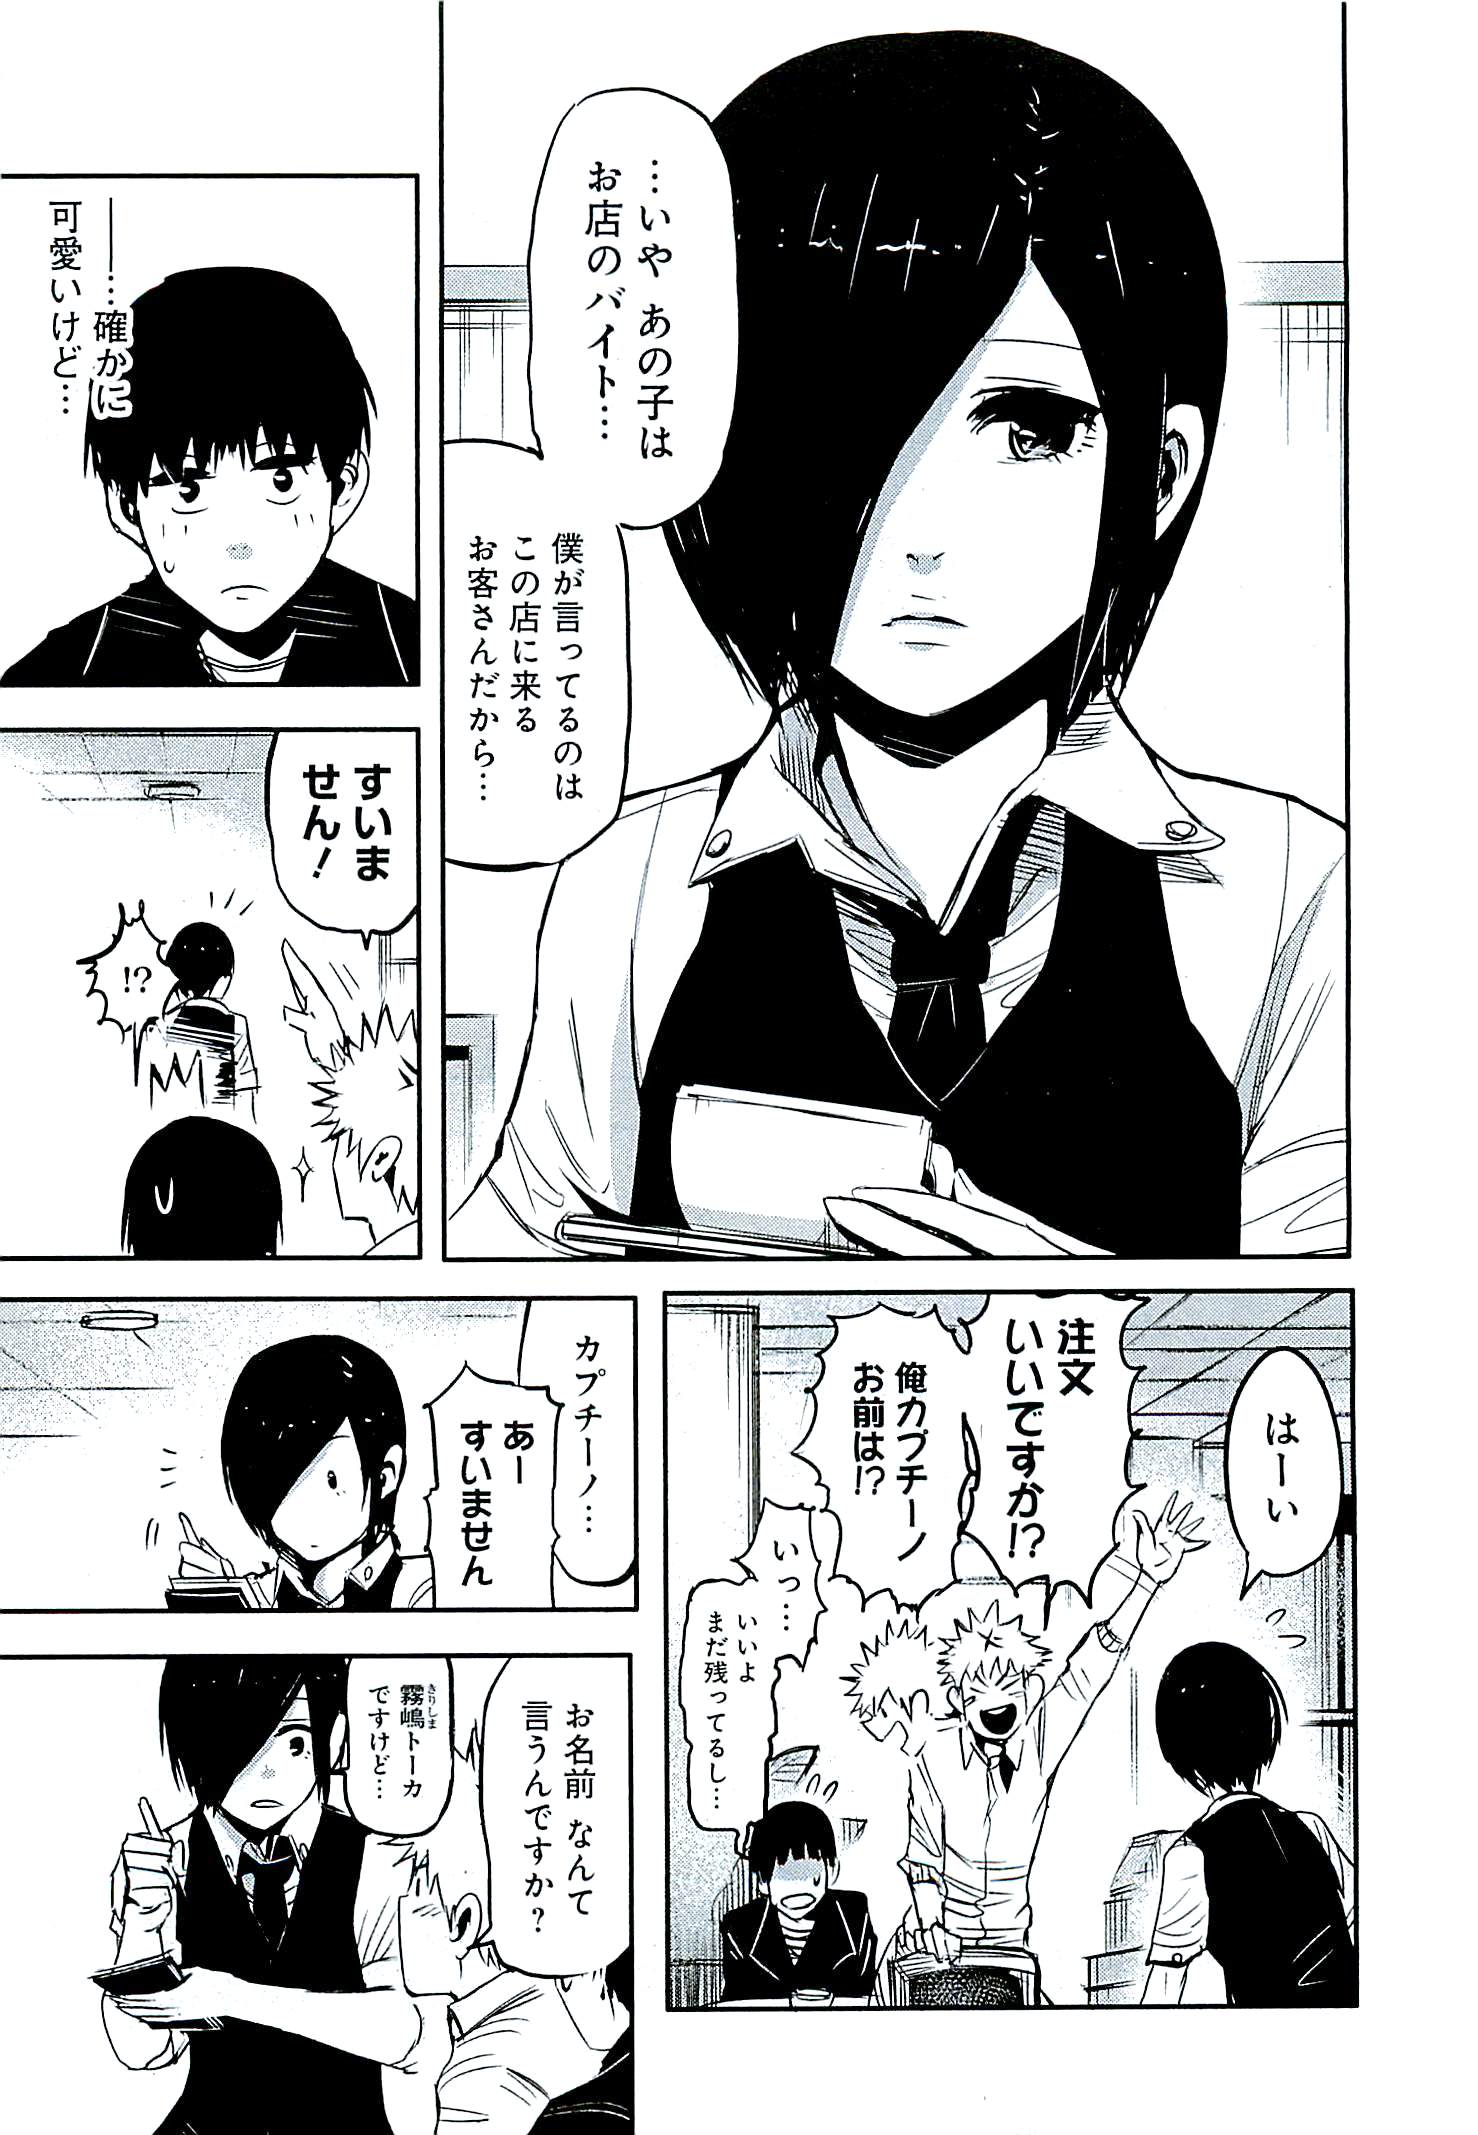 …いや あの子は
お店のバイト…
僕が言ってるのは
この店に来る
お客さんだから…
――…確かに
可愛いけど…
すいま
せん！
!?
はーい
注文
いいですか!?
俺カプチーノ
お前は!?
いっ…
いいよ
まだ残ってるし…
カプチーノ…
あー
すいません
お名前 なんて
言うんですか？
霧嶋トーカ
きりしま
ですけど…